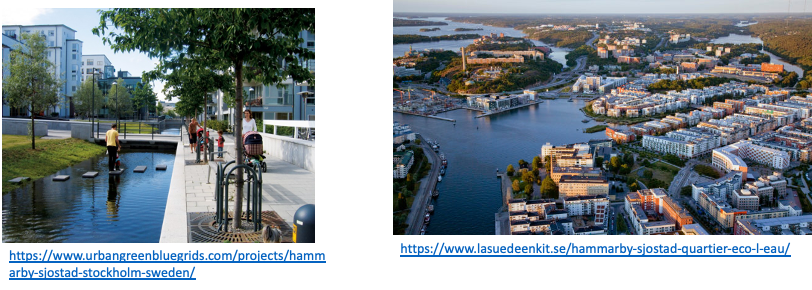 https://www.urbangreenbluegrids.com/projects/hamm
arby-sjostad-stockholm-sweden/
https://www.lasuedeenkit.se/hammarby-sjostad-quartier-eco-l-eau/